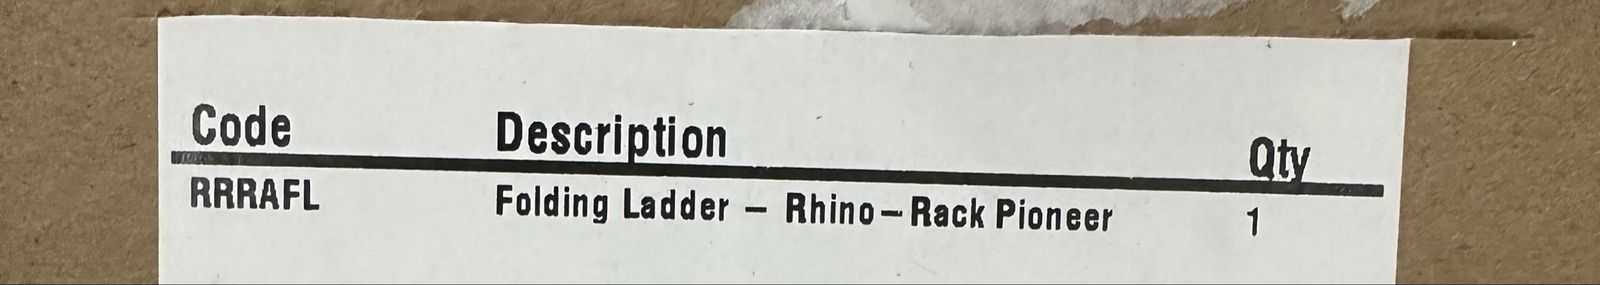 Code Description Qty
RRRAFL Folding Ladder – Rhino–Rack Pioneer 1